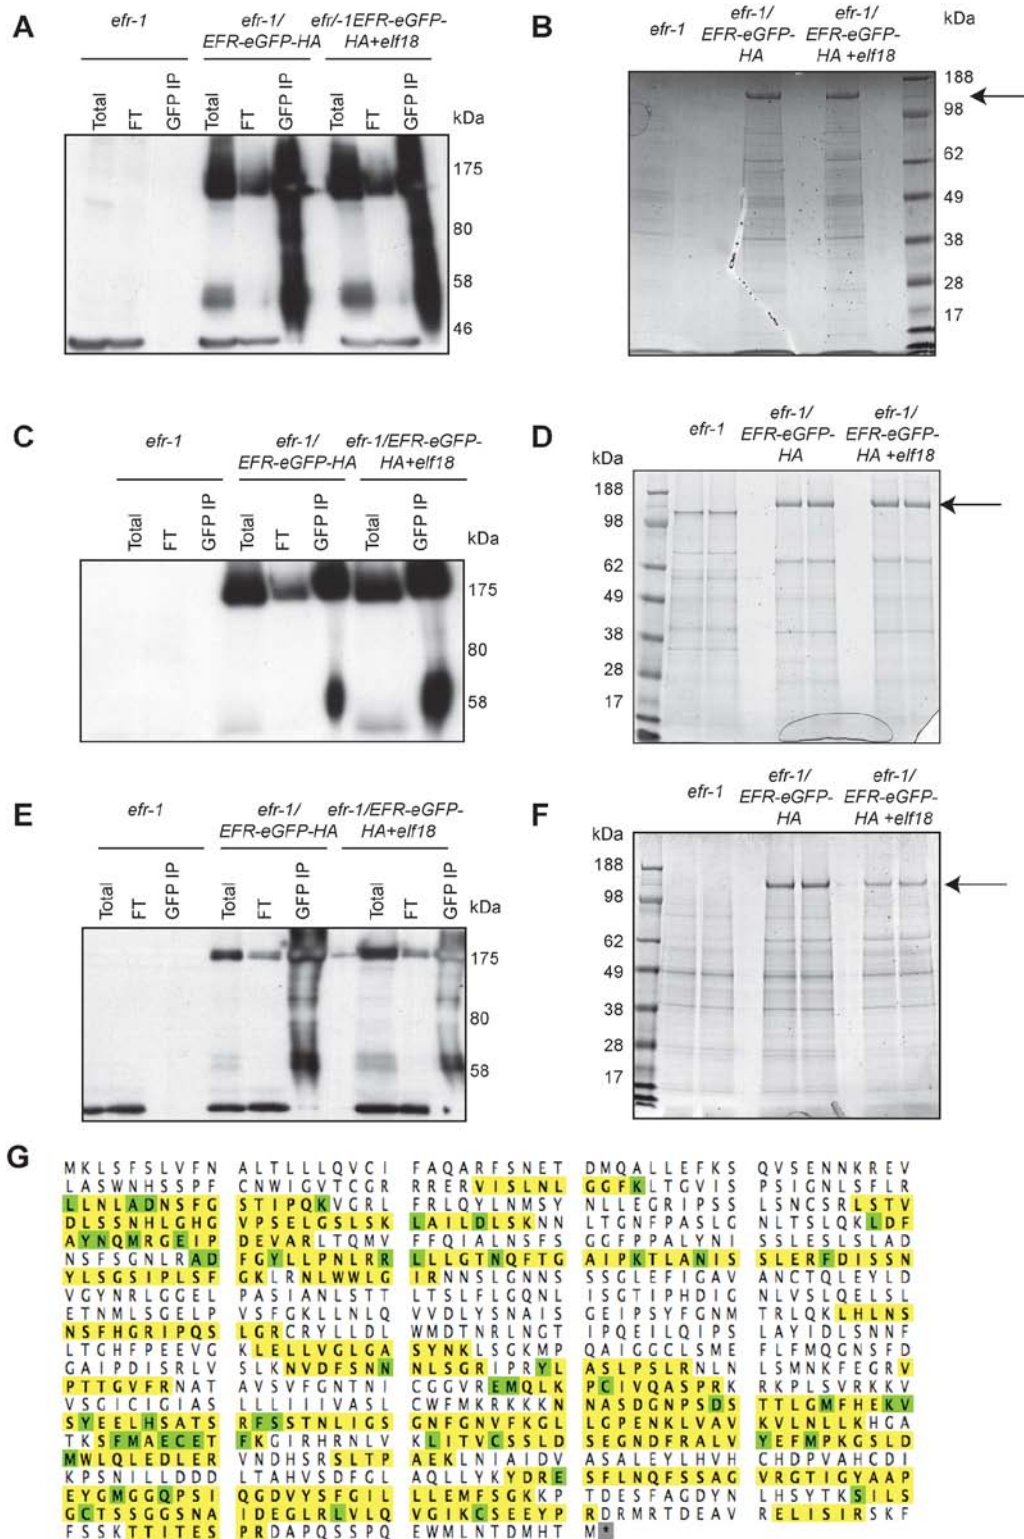 A
efr-1
efr-1/
EFR-eGFP-HA
efr/-1EFR-eGFP-
HA+elf18
Total FT GFP IP Total FT GFP IP Total FT GFP IP
kDa
175
80
58
46
B
efr-1
efr-1/
EFR-eGFP-
HA
efr-1/
EFR-eGFP-
HA +elf18
kDa
188
98
62
49
38
28
17
C
efr-1
efr-1/
EFR-eGFP-HA
efr-1/EFR-eGFP-
HA+elf18
Total FT GFP IP Total FT GFP IP Total GFP IP
kDa
175
80
58
D
kDa
efr-1
efr-1/
EFR-eGFP-
HA
efr-1/
EFR-eGFP-
HA +elf18
188
98
62
49
38
28
17
E
efr-1
efr-1/
EFR-eGFP-HA
efr-1/EFR-eGFP-
HA+elf18
Total FT GFP IP Total FT GFP IP Total FT GFP IP
kDa
175
80
58
F
kDa
efr-1
efr-1/
EFR-eGFP-
HA
efr-1/
EFR-eGFP-
HA +elf18
188
98
62
49
38
28
17
G
MKLSFSLVFN ALTLLLQVCI FAQARFSNET DMQALLEFKS QVSENNKREV
LASWNHSSPF CNWIGVTCGR RRERVISLNL GGFKLTGVIS PSIGNLSFLR
LLNLADNSFG STIPQKVGRL FRLQYLNMSY NLLEGRIPSS LSNCSRLSTV
DLSSNHLGHG VPSELGSLSK LAILDLSKNN LTGNFPASLG NLTSLQKLDF
AYNQMRGEIP DEVARLTQMV FFQIALNSFS GGFPPALYNI SSLESLSLAD
NSFSGNLRAD FGYLLPNLRR LLLGTNQFTG AIPKTLANIS SLERFDISSN
YLSGSIPLSF GKLRNLWWLG IRNNSLGNNS SSGLEFIGAV ANCTQLEYLD
VGYNRLGGEL PASIANLSTT LTSLFLGQNL ISGTIPHDIG NLVSLQELSL
ETNMLSGELP VSFGKLLNLQ VVDLYSNAIS GEIPSYFGNM TRLQKLHLNS
NSFHGRIPQS LGRCRYLLDL WMDTNRLNGT IPQEILQIPS LAYIDLSNNF
LTGHFPEEVG KLELLVGLGA SYNKLSGKMP QAIGGCLSME FLFMQGNSFD
GAIPDISRLV SLKNVDFSNN NLSGRIPRYL ASLPSLRNLN LSMNKFEGRV
PTTGVFRNAT AVSVFGNTNI CGGVREMQLK PCIVQASPRK RKPLSVRKKV
VSGICIGIAS LLLIIIVASL CWFMKRKKKN NASDGNPSDS TTLGMFHEKV
SYEELHSATS RFSSTNLIGS GNFGNVFKGL LGPENKLVAV KVLNLLKHGA
TKSFMAECET FKGIRHRNLV KLITVCSSLD SEGNDFRALV YEFMPKGSLD
MWLQLEDLER VNDHSRSLTP AEKLNIAIDV ASALEYLHVH CHDPVAHCDI
KPSNILLDDD LTAHVSDFGL AQLLYKYDRE SFLNQFSSAG VRGTIGYAAP
EYGMGGQPSI QGDVYSFGIL LLEMFSGKKP TDESFAGDYN LHSYTKSILS
GCTSSGGSNA IDEGLRLVLQ VGIKCSEEYP RDRMRTDEAV RELISIRSKF
FSSKTTITES PRDAPQSSPQ EWMLNTDMHT M*